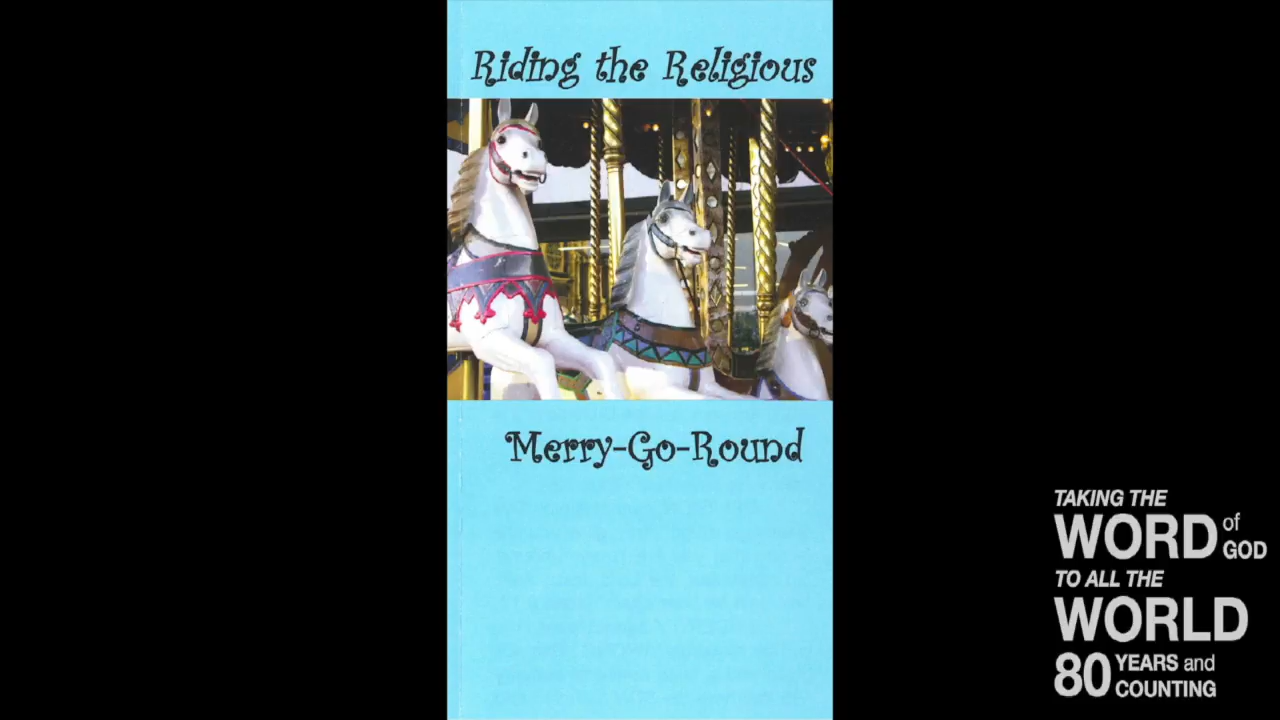 Riding the Religious
Merry-Go-Round
TAKING THE
WORD of GOD
TO ALL THE
WORLD
80 YEARS and
COUNTING